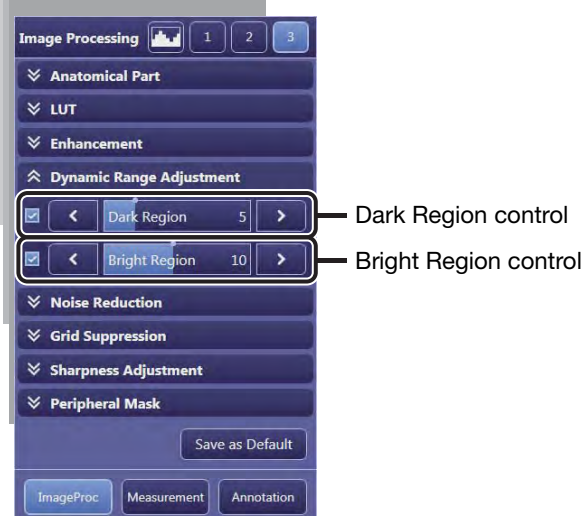 Image Processing 1 2 3
Anatomical Part
LUT
Enhancement
Dynamic Range Adjustment
Dark Region 5
Dark Region control
Bright Region 10
Bright Region control
Noise Reduction
Grid Suppression
Sharpness Adjustment
Peripheral Mask
Save as Default
ImageProc Measurement Annotation